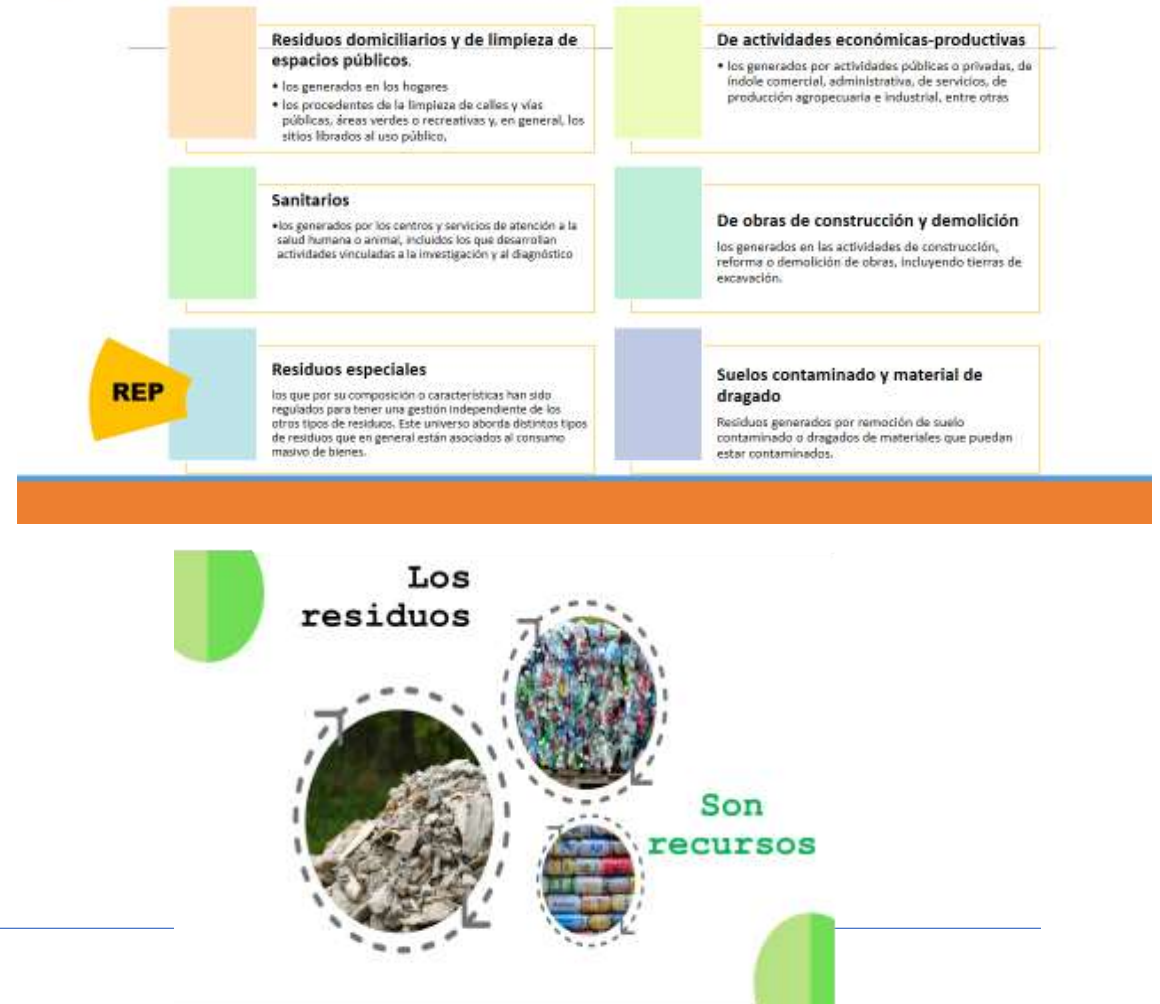 Residuos domiciliarios y de limpieza de
espacios públicos.
• los generados en los hogares
• los procedentes de la limpieza de calles y vías
públicas, áreas verdes o recreativas y, en general, los
sitios librados al uso público,
De actividades económicas-productivas
• los generados por actividades públicas o privadas, de
índole comercial, administrativa, de servicios, de
producción agropecuaria e industrial, entre otras
Sanitarios
•los generados por los centros y servicios de atención a la
salud humana o animal, incluidos los que desarrollan
actividades vinculadas a la investigación y al diagnóstico
De obras de construcción y demolición
los generados en las actividades de construcción,
reforma o demolición de obras, incluyendo tierras de
excavación.
REP
Residuos especiales
los que por su composición o características han sido
regulados para tener una gestión independiente de los
otros tipos de residuos. Este universo aborda distintos tipos
de residuos que en general están asociados al consumo
masivo de bienes.
Suelos contaminado y material de
dragado
Residuos generados por remoción de suelo
contaminado o dragados de materiales que puedan
estar contaminados.
Los
residuos
Son
recursos